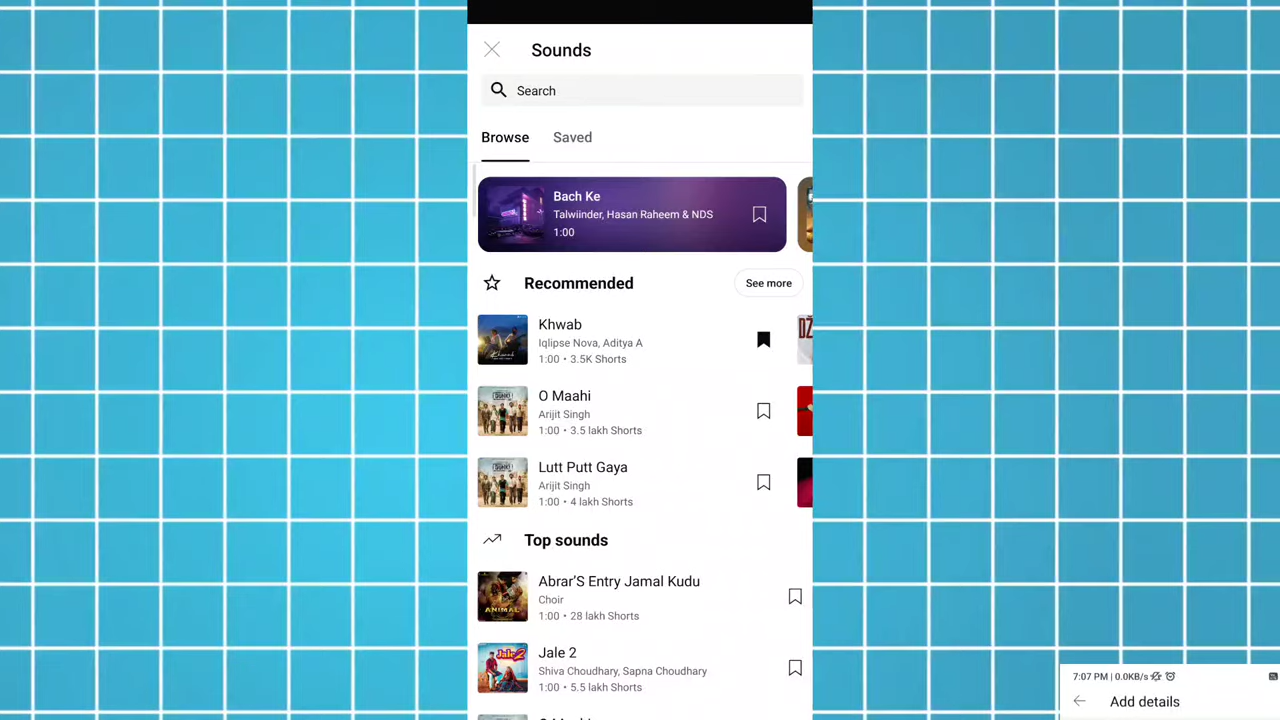 Sounds
Search
Browse Saved
Bach Ke
Talwiinder, Hasan Raheem & NDS
1:00
Recommended See more
Khwab
Iqlipse Nova, Aditya A
1:00 • 3.5K Shorts
O Maahi
Arijit Singh
1:00 • 3.5 lakh Shorts
Lutt Putt Gaya
Arijit Singh
1:00 • 4 lakh Shorts
Top sounds
Abrar'S Entry Jamal Kudu
Choir
1:00 • 28 lakh Shorts
ANIMAL
Jale 2
Shiva Choudhary, Sapna Choudhary
1:00 • 5.5 lakh Shorts
7:07 PM | 0.0KB/s
Add details